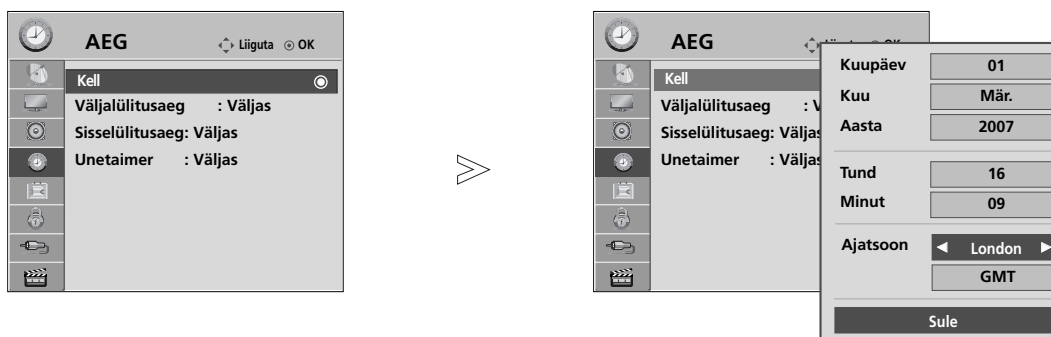 AEG
Liiguta OK
Kell
Väljalülitusaeg : Väljas
Sisselülitusaeg: Väljas
Unetaimer : Väljas
AEG
Kell
Väljalülitusaeg : V
Sisselülitusaeg: Väljas
Unetaimer : Väljas
Kuupäev 01
Kuu Mär.
Aasta 2007
Tund 16
Minut 09
Ajatsoon ◄ London ►
GMT
Sule